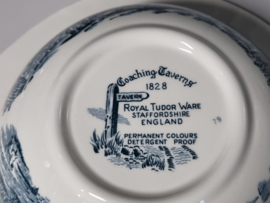 Coaching Taverns
1828
TAVERN
ROYAL TUDOR WARE
STAFFORDSHIRE
ENGLAND
PERMANENT COLOURS
DETERGENT PROOF